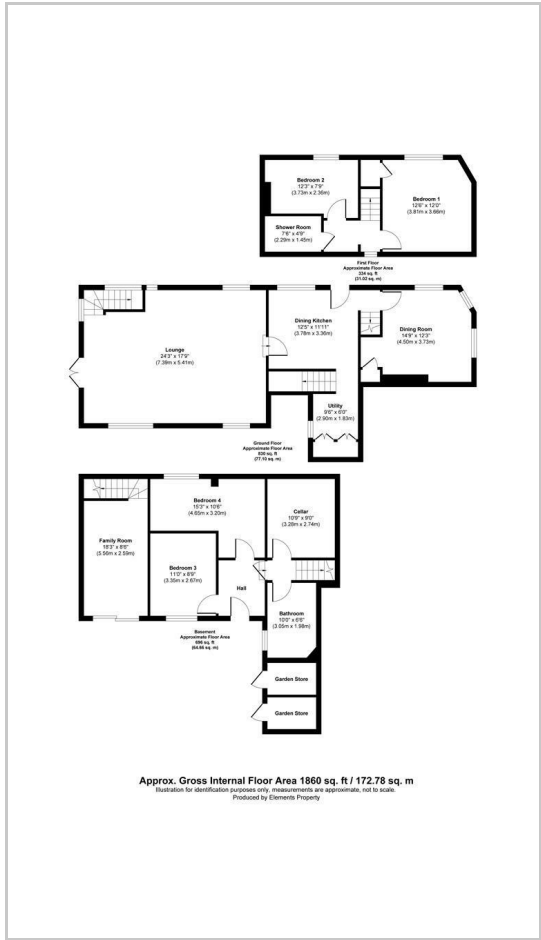 Bedroom 2
12'3" x 7'9"
(3.73m x 2.36m)
Bedroom 1
12'6" x 12'0"
(3.81m x 3.66m)
Shower Room
7'6" x 4'9"
(2.29m x 1.45m)
First Floor
Approximate Floor Area
334 sq. ft
(31.02 sq. m)
Dining Kitchen
12'5" x 11'11"
(3.78m x 3.36m)
Dining Room
14'9" x 12'3"
(4.50m x 3.73m)
Lounge
24'3" x 17'9"
(7.39m x 5.41m)
Utility
9'6" x 6'0"
(2.90m x 1.83m)
Ground Floor
Approximate Floor Area
830 sq. ft
(77.10 sq. m)
Bedroom 4
15'3" x 10'6"
(4.65m x 3.20m)
Cellar
10'9" x 9'0"
(3.28m x 2.74m)
Family Room
18'3" x 8'6"
(5.56m x 2.59m)
Bedroom 3
11'0" x 8'9"
(3.35m x 2.67m)
Hall
Bathroom
10'0" x 6'6"
(3.05m x 1.98m)
Basement
Approximate Floor Area
696 sq. ft
(64.66 sq. m)
Garden Store
Garden Store
Approx. Gross Internal Floor Area 1860 sq. ft / 172.78 sq. m
Illustration for identification purposes only, measurements are approximate, not to scale.
Produced by Elements Property